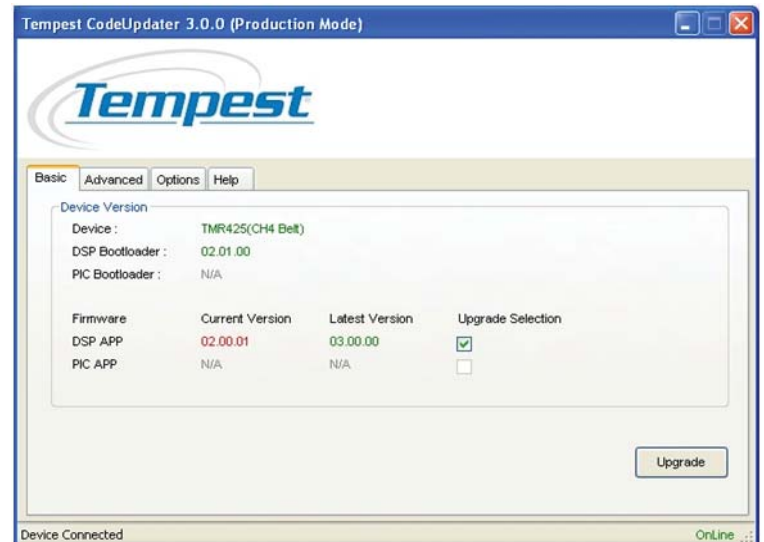 Tempest CodeUpdater 3.0.0 (Production Mode)
Tempest
Basic Advanced Options Help
Device Version
Device : TMR425(CH4 Belt)
DSP Bootloader : 02.01.00
PIC Bootloader : N/A
Firmware Current Version Latest Version Upgrade Selection
DSP APP 02.00.01 03.00.00
PIC APP N/A N/A
Upgrade
Device Connected OnLine